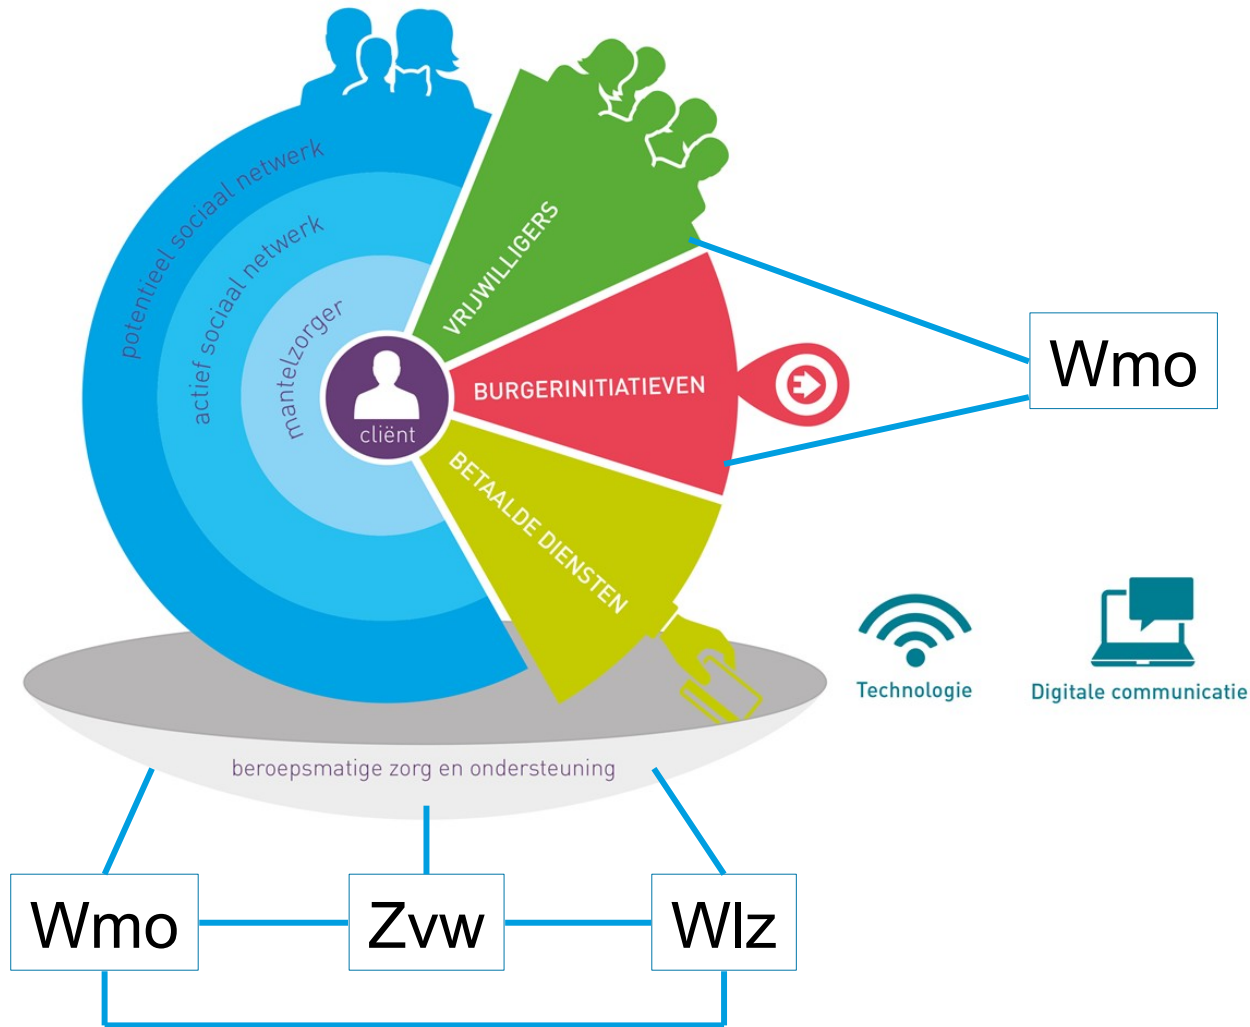 potentieel sociaal netwerk
actief sociaal netwerk
mantelzorger
cliënt
VRIJWILLIGERS
BURGERINITIATIEVEN
BETAALDE DIENSTEN
Wmo
Technologie
Digitale communicatie
beroepsmatige zorg en ondersteuning
Wmo
Zvw
Wlz